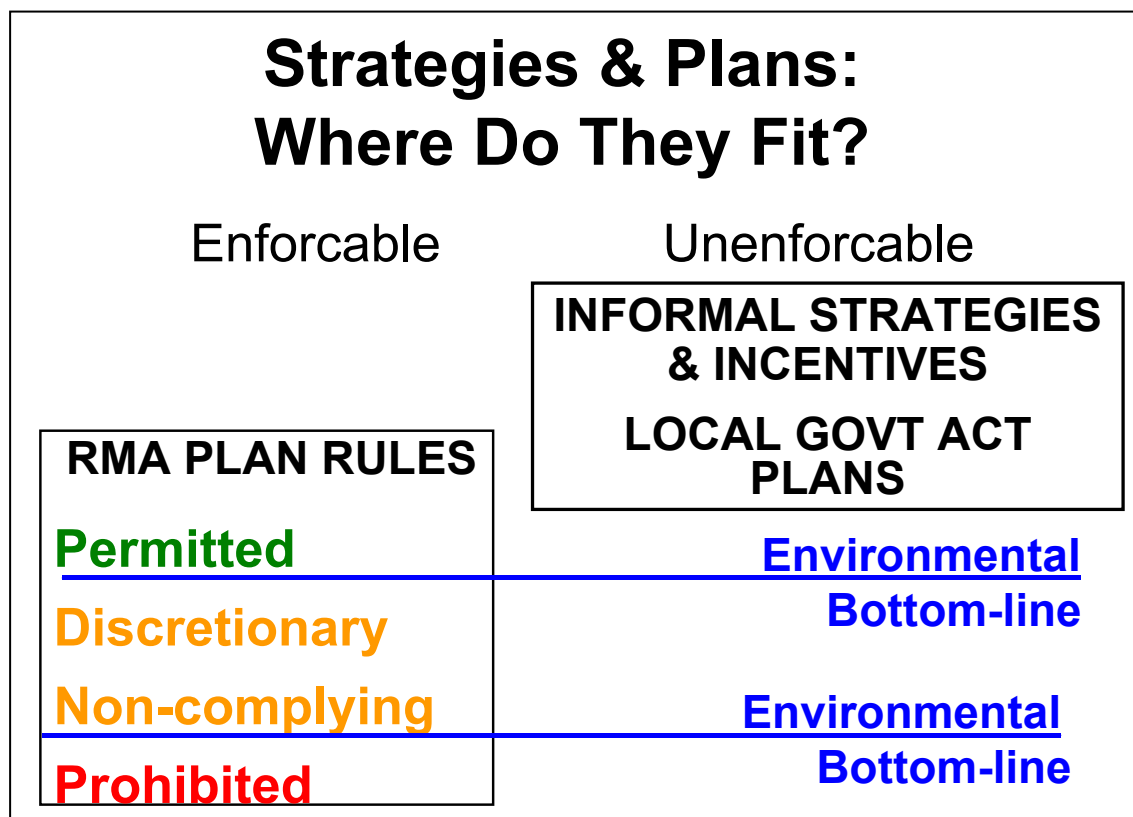 Strategies & Plans:
Where Do They Fit?
Enforcable
Unenforcable
INFORMAL STRATEGIES
& INCENTIVES
LOCAL GOVT ACT
PLANS
RMA PLAN RULES
Permitted
Discretionary
Non-complying
Prohibited
Environmental
Bottom-line
Environmental
Bottom-line